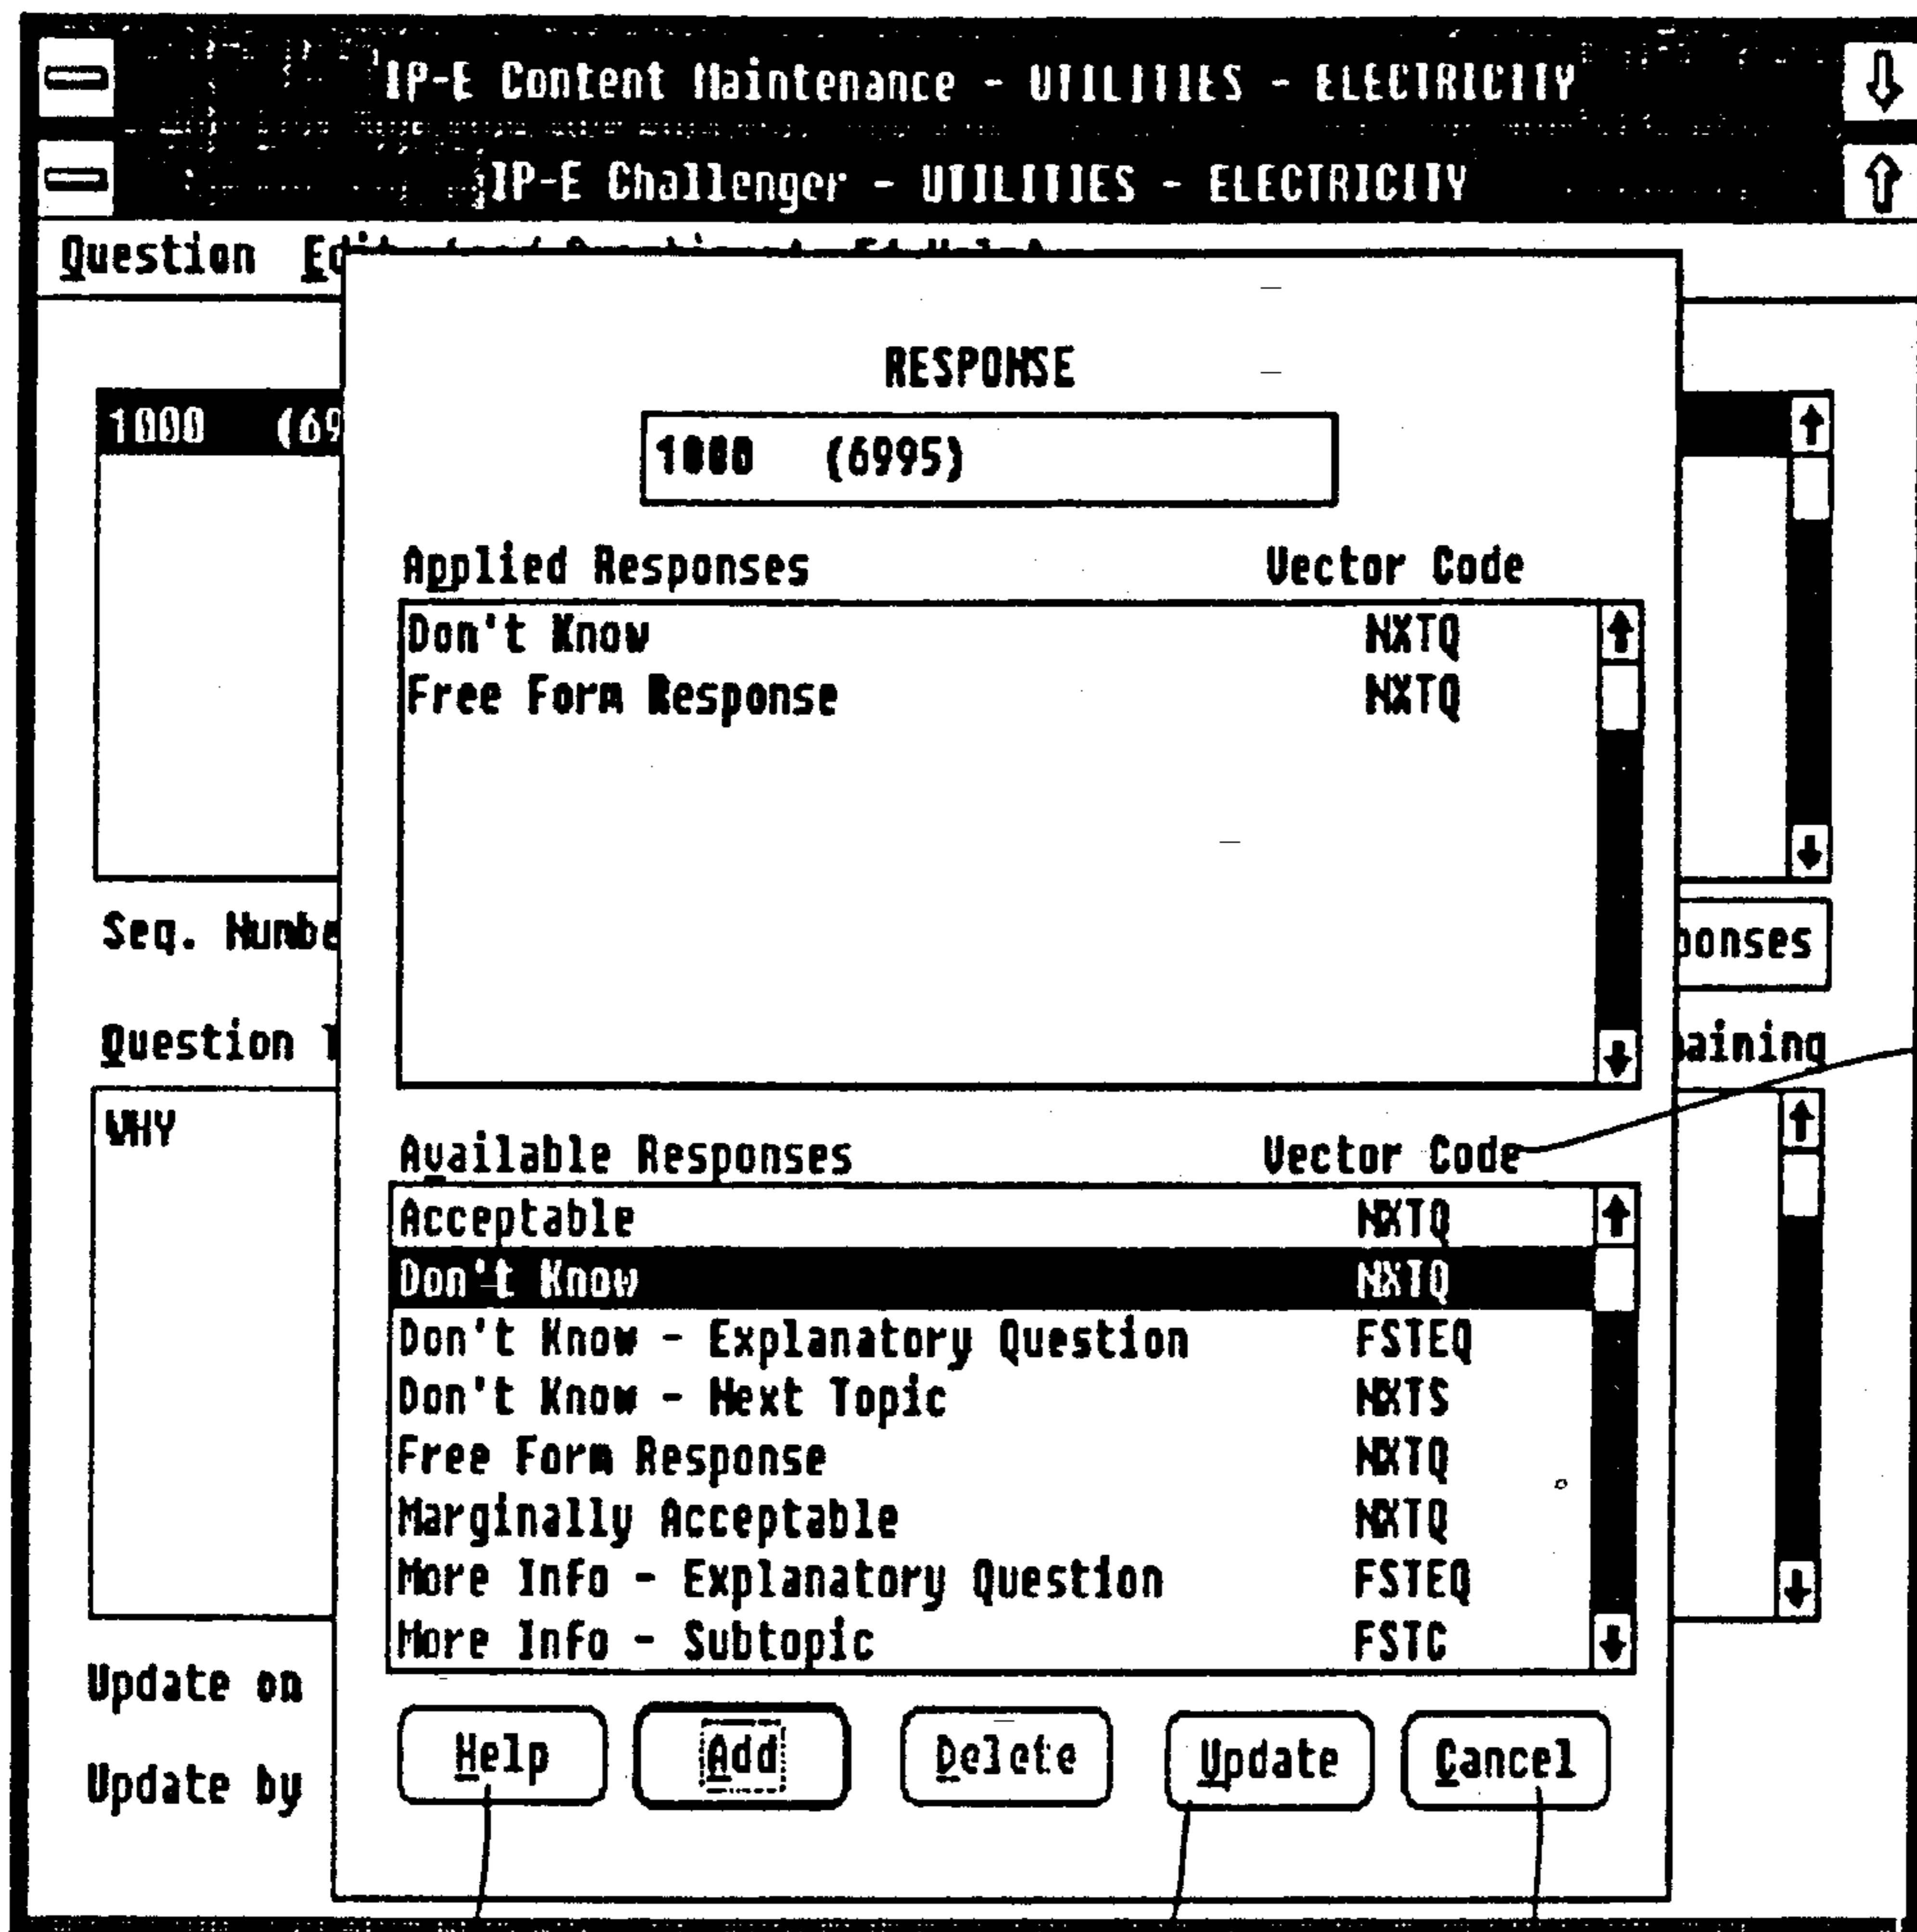 IP-E Content Maintenance - UTILITIES - ELECTRICITY
IP-E Challenger - UTILITIES - ELECTRICITY
Question
RESPONSE
1000 (69
1000 (6995)
Applied Responses Vector Code
Don't Know NXTQ
Free Form Response NXTQ
Seq. Numbe
ponses
Question
aining
WHY
Available Responses Vector Code
Acceptable NXTQ
Don't Know NXTQ
Don't Know - Explanatory Question FSTEQ
Don't Know - Next Topic NXTS
Free Form Response NXTQ
Marginally Acceptable NXTQ
More Info - Explanatory Question FSTEQ
More Info - Subtopic FSTC
Update on
Help Add Delete Update Cancel
Update by